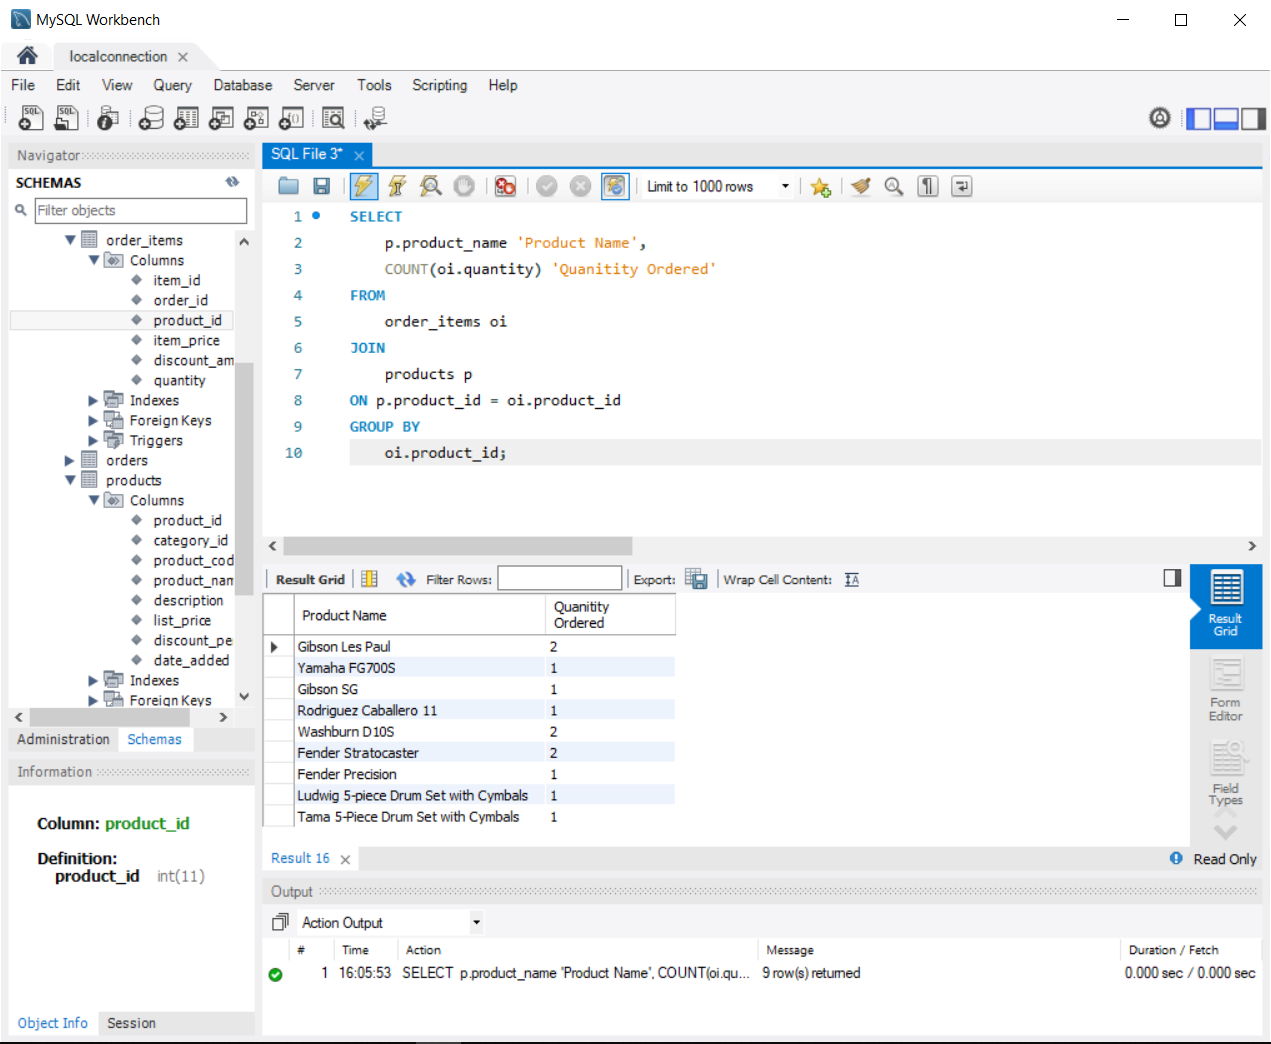 MySQL Workbench
localconnection
File Edit View Query Database Server Tools Scripting Help
Navigator
SCHEMAS
Filter objects
order_items
Columns
item_id
order_id
product_id
item_price
discount_am
quantity
Indexes
Foreign Keys
Triggers
orders
products
Columns
product_id
category_id
product_cod
product_nam
description
list_price
discount_pe
date_added
Indexes
Foreign Keys
Administration Schemas
Information
Column: product_id
Definition:
product_id int(11)
Object Info Session
SQL File 3*
Limit to 1000 rows
1 SELECT
2 p.product_name 'Product Name',
3 COUNT(oi.quantity) 'Quanitity Ordered'
4 FROM
5 order_items oi
6 JOIN
7 products p
8 ON p.product_id = oi.product_id
9 GROUP BY
10 oi.product_id;
Result Grid Filter Rows: Export: Wrap Cell Content:
Product Name Quanitity
Ordered
Gibson Les Paul 2
Yamaha FG700S 1
Gibson SG 1
Rodriguez Caballero 11 1
Washburn D10S 2
Fender Stratocaster 2
Fender Precision 1
Ludwig 5-piece Drum Set with Cymbals 1
Tama 5-Piece Drum Set with Cymbals 1
Result
Grid
Form
Editor
Field
Types
Result 16 Read Only
Output
Action Output
# Time Action Message Duration / Fetch
1 16:05:53 SELECT p.product_name 'Product Name', COUNT(oi.qu... 9 row(s) returned 0.000 sec / 0.000 sec